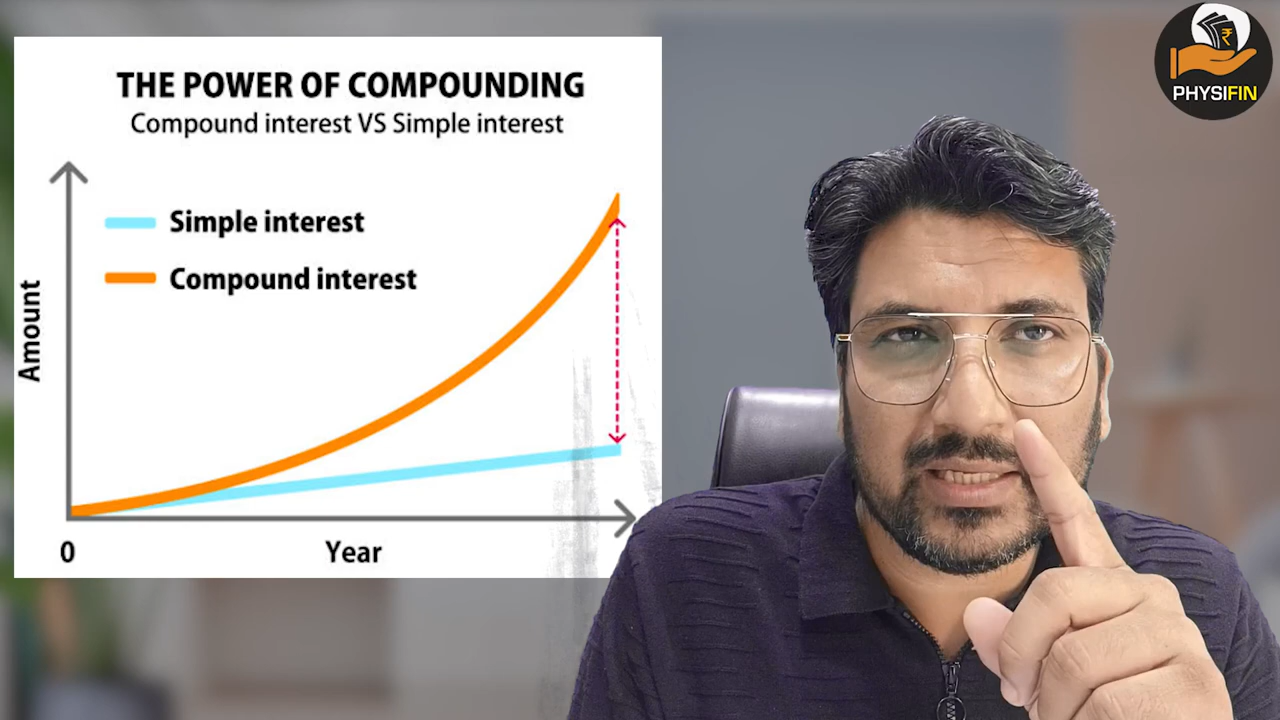 THE POWER OF COMPOUNDING
Compound interest VS Simple interest
Simple interest
Compound interest
Amount
0
Year
₹
PHYSIFIN